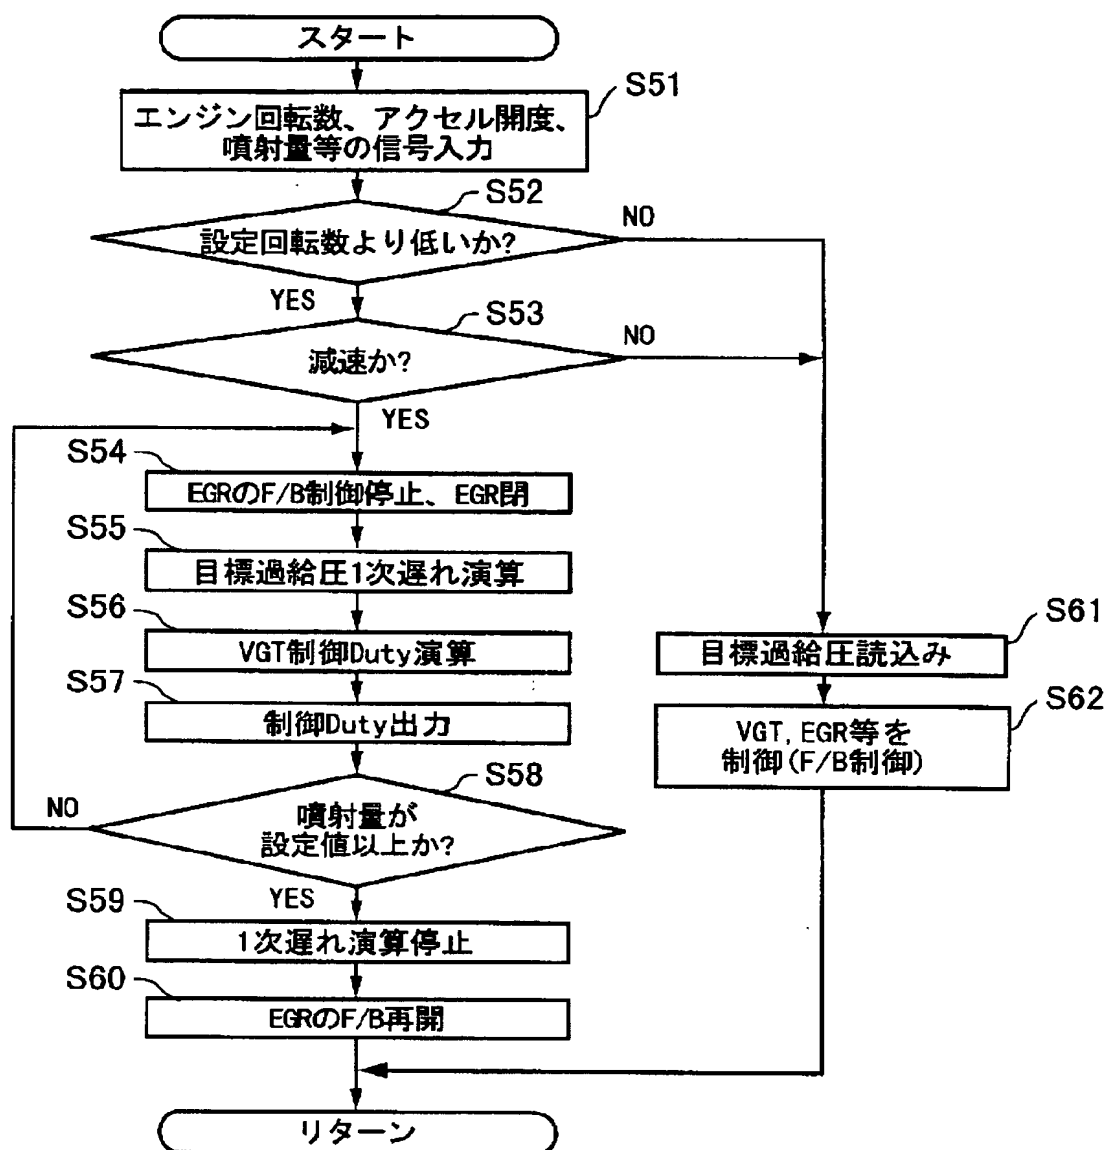 スタート
S51
エンジン回転数、アクセル開度、
噴射量等の信号入力
S52
設定回転数より低いか?
NO
YES
S53
減速か?
NO
YES
S54
EGRのF/B制御停止、EGR閉
S55
目標過給圧1次遅れ演算
S56
VGT制御Duty演算
S57
制御Duty出力
S58
噴射量が
設定値以上か?
NO
YES
S59
1次遅れ演算停止
S60
EGRのF/B再開
S61
目標過給圧読込み
S62
VGT,EGR等を
制御(F/B制御)
リターン